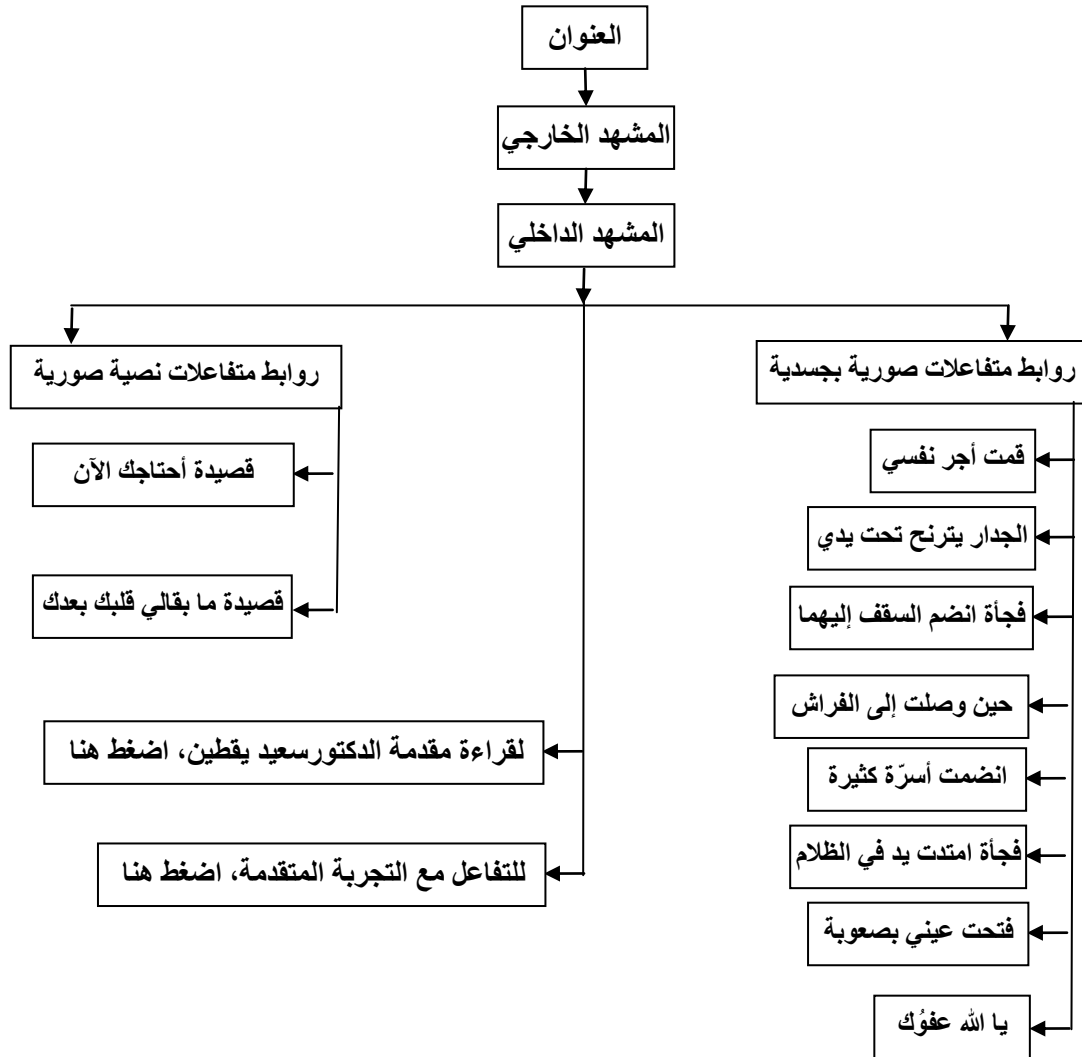 العنوان
المشهد الخارجي
المشهد الداخلي
روابط متفاعلات صورية بجسدية
قمت أجر نفسي
الجدار يترنح تحت يدي
فجأة انضم السقف إليهما
حين وصلت إلى الفراش
انضمت أسرّة كثيرة
فجأة امتدت يد في الظلام
فتحت عيني بصعوبة
يا الله عفوُك
روابط متفاعلات نصية صورية
قصيدة أحتاجك الآن
قصيدة ما بقالي قلبك بعدك
لقراءة مقدمة الدكتورسعيد يقطين، اضغط هنا
للتفاعل مع التجربة المتقدمة، اضغط هنا